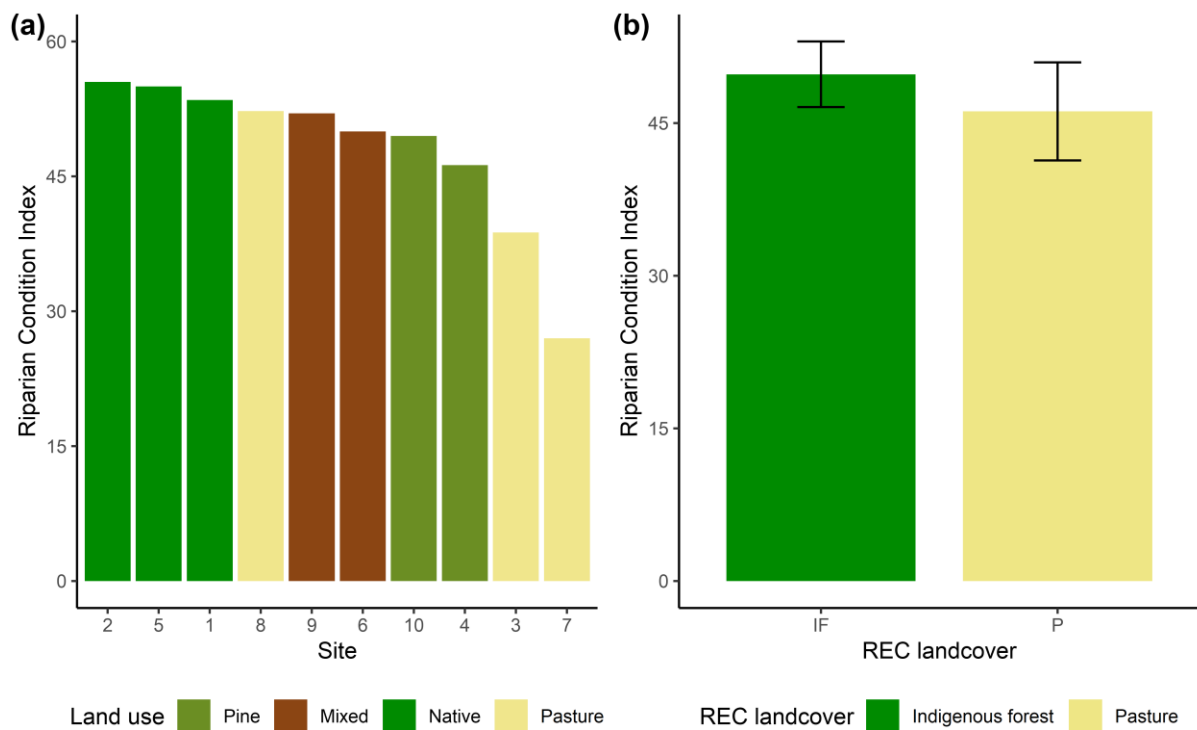 (a)
60
45
30
15
0
Riparian Condition Index
2 5 1 8 9 6 10 4 3 7
Site
Land use Pine Mixed Native Pasture
(b)
45
30
15
0
Riparian Condition Index
IF P
REC landcover
REC landcover Indigenous forest Pasture